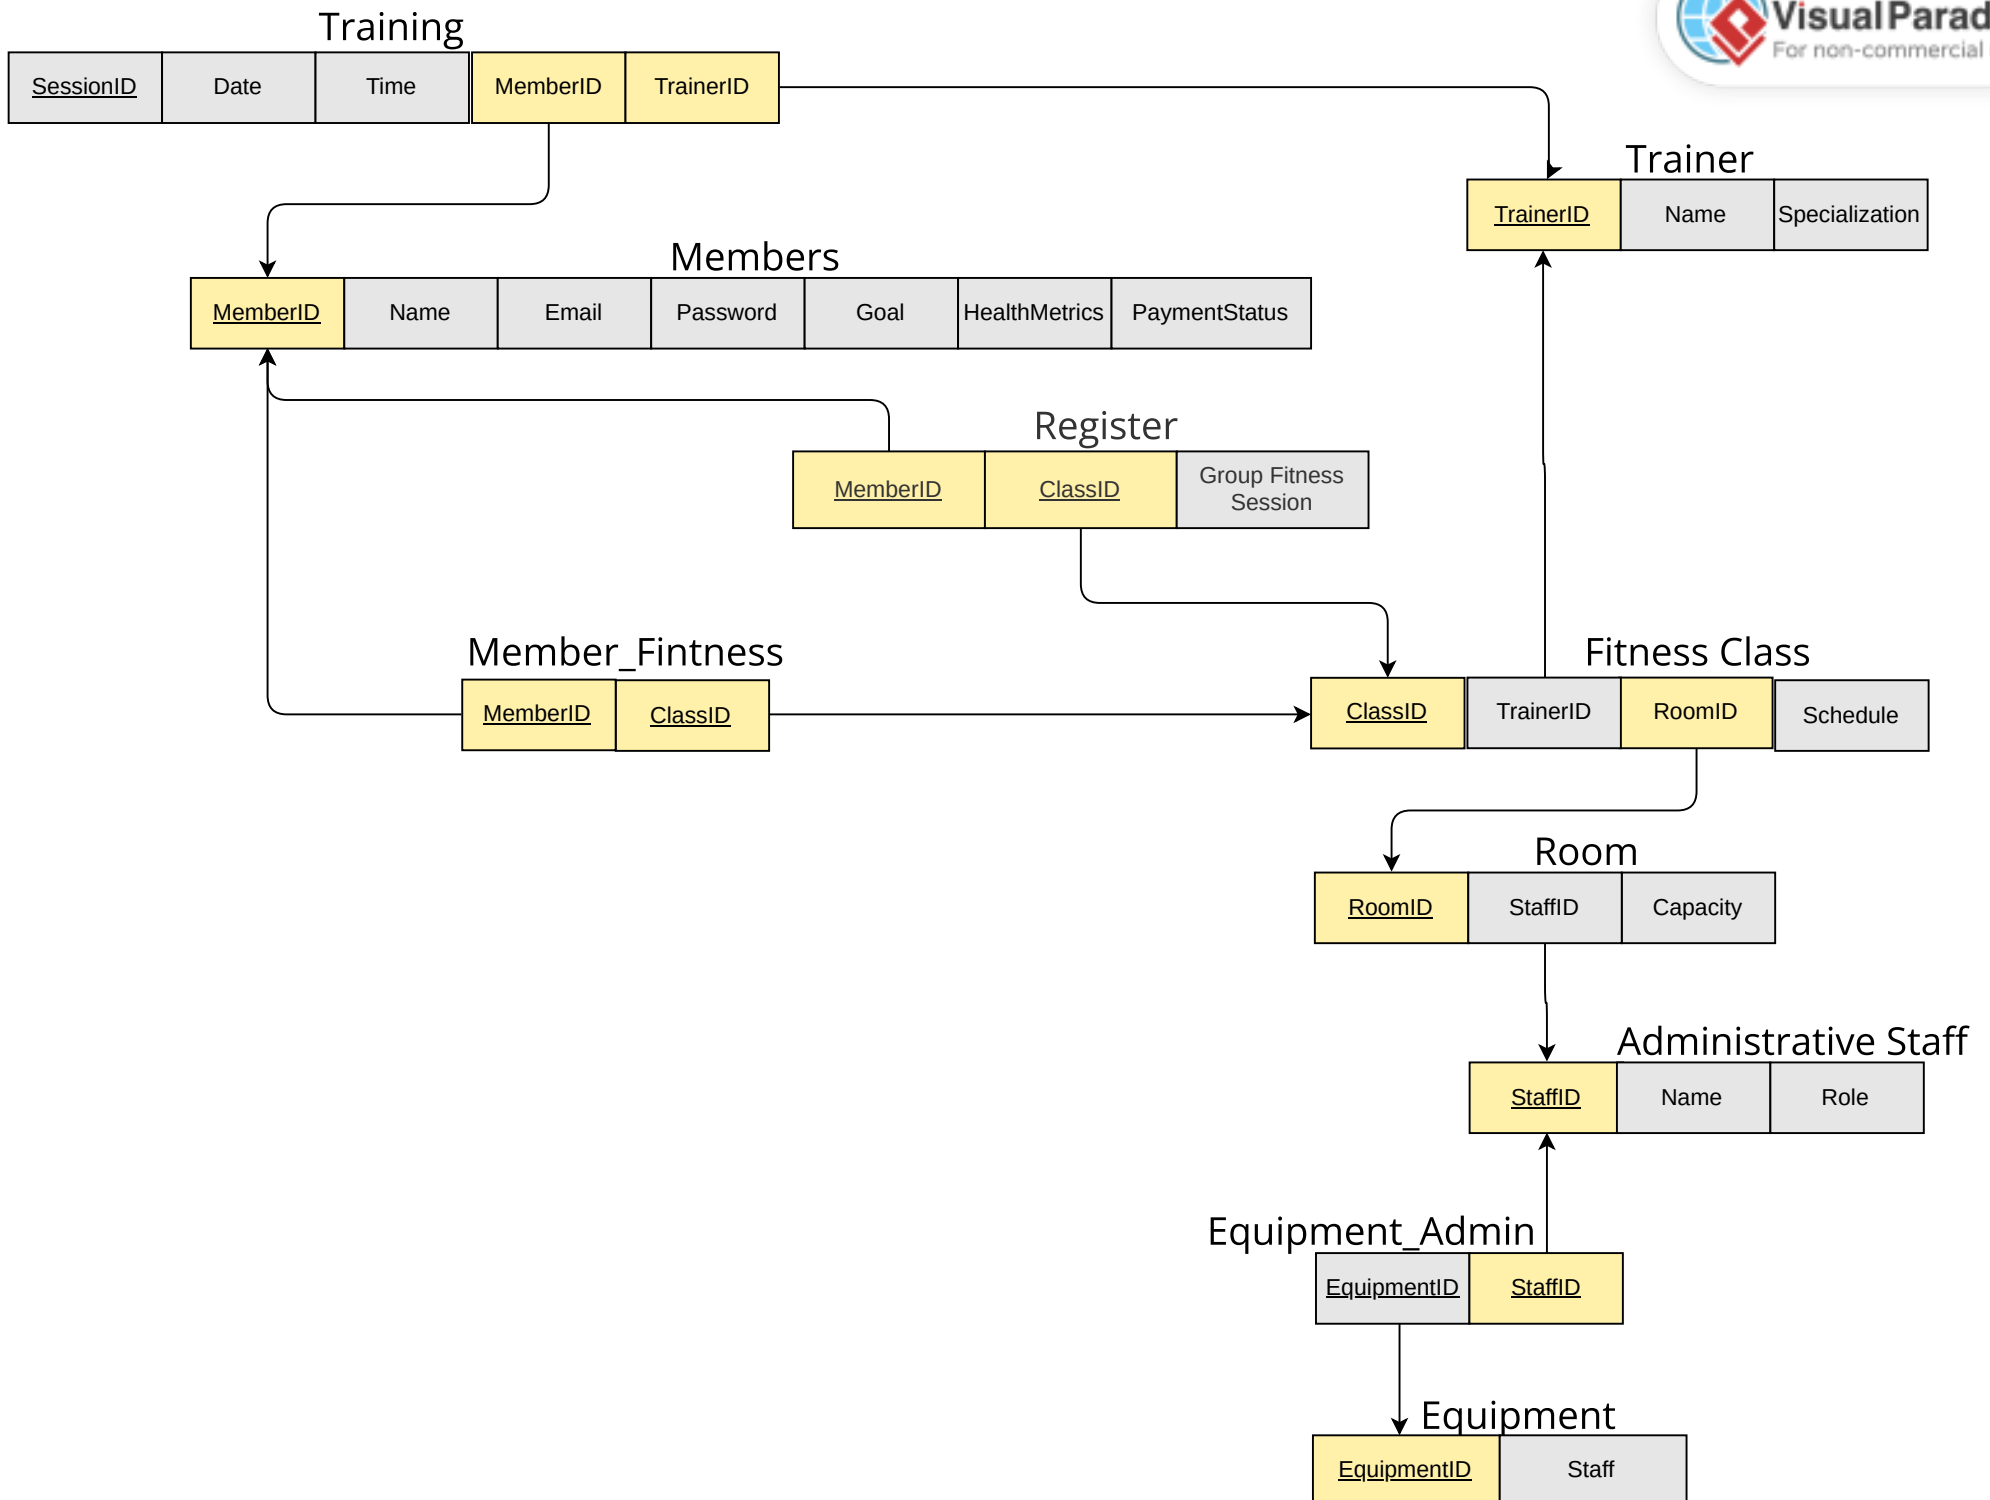 Training
SessionID Date Time MemberID TrainerID
Visual Parad
For non-commercial
Trainer
TrainerID Name Specialization
Members
MemberID Name Email Password Goal HealthMetrics PaymentStatus
Register
MemberID ClassID Group Fitness
Session
Member_Fintness
MemberID ClassID
Fitness Class
ClassID TrainerID RoomID Schedule
Room
RoomID StaffID Capacity
Administrative Staff
StaffID Name Role
Equipment_Admin
EquipmentID StaffID
Equipment
EquipmentID Staff